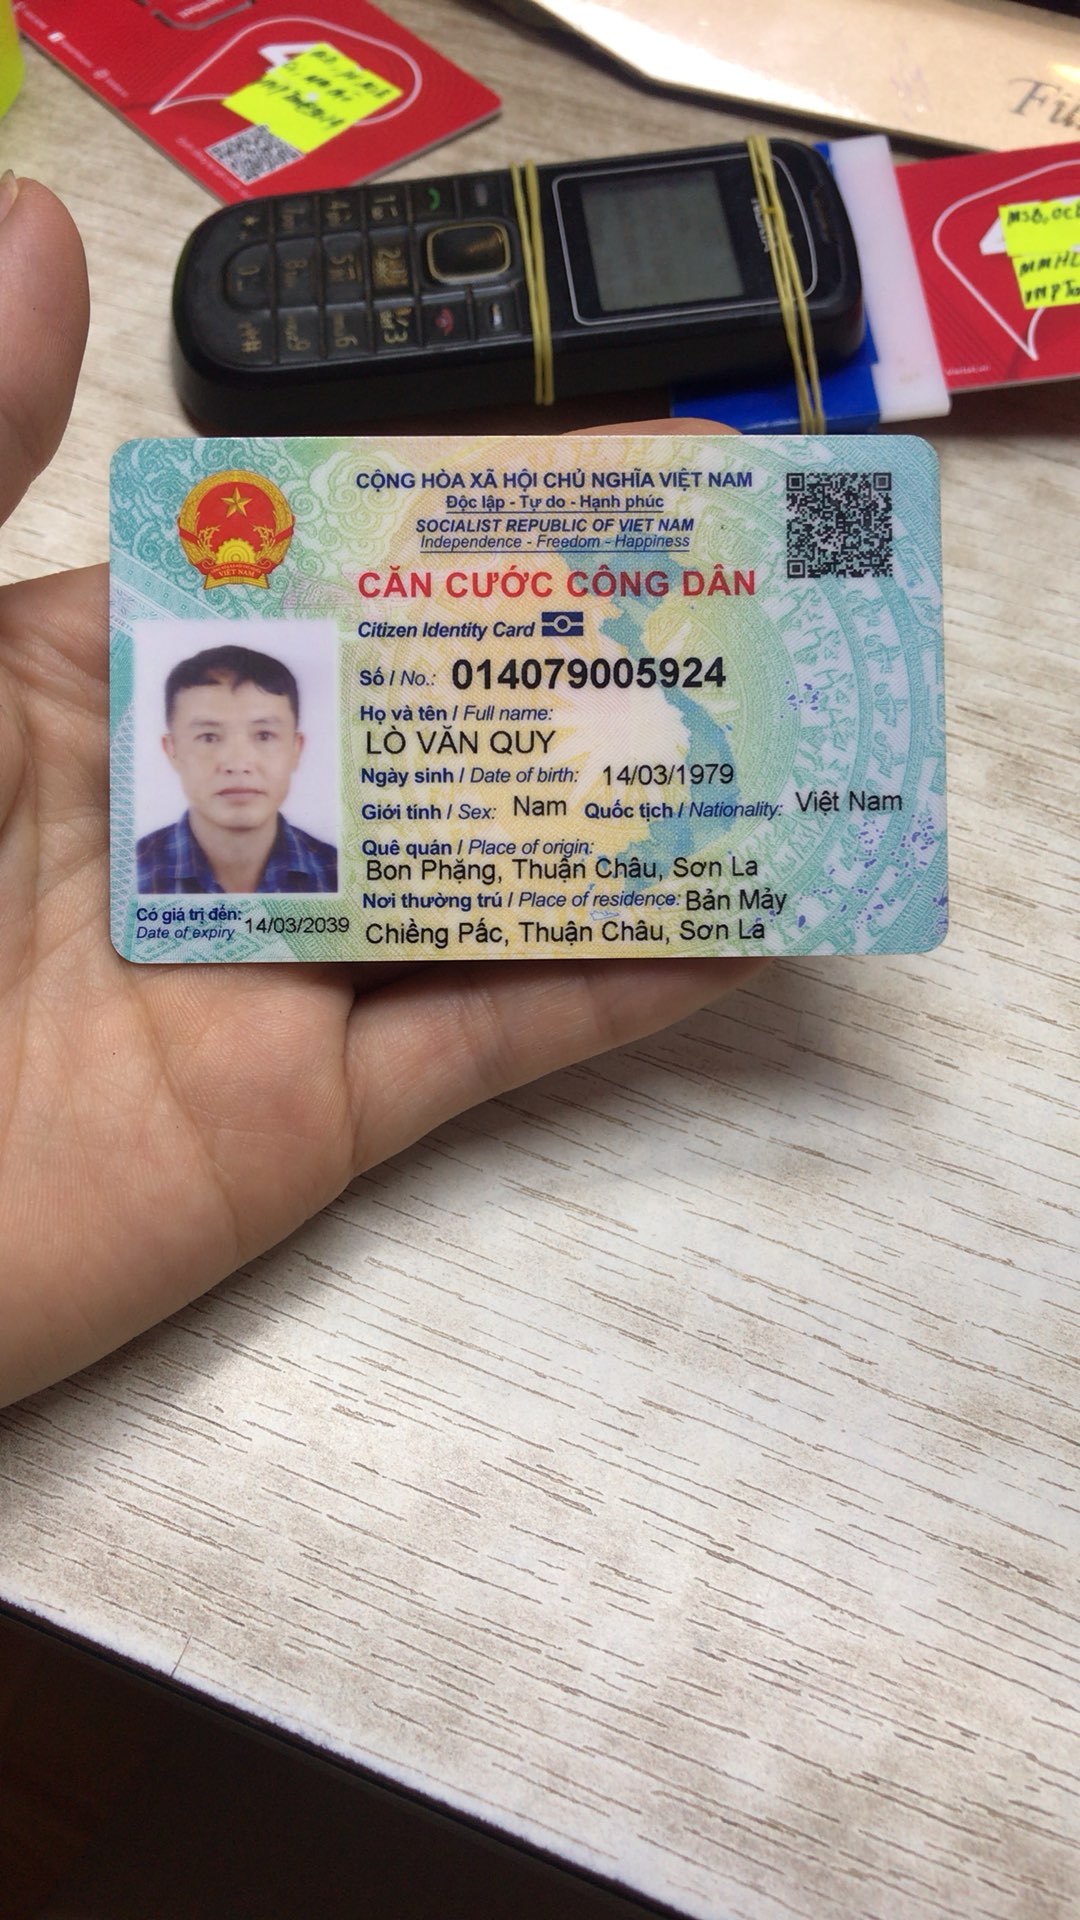 CỘNG HÒA XÃ HỘI CHỦ NGHĨA VIỆT NAM
Độc lập - Tự do - Hạnh phúc
SOCIALIST REPUBLIC OF VIET NAM
Independence - Freedom - Happiness
CĂN CƯỚC CÔNG DÂN
Citizen Identity Card
Số / No.: 014079005924
Họ và tên / Full name:
LÒ VĂN QUY
Ngày sinh / Date of birth: 14/03/1979
Giới tính / Sex: Nam Quốc tịch / Nationality: Việt Nam
Quê quán / Place of origin:
Bon Phặng, Thuận Châu, Sơn La
Nơi thường trú / Place of residence: Bản Mảy
Chiềng Pấc, Thuận Châu, Sơn La
Có giá trị đến: 14/03/2039
Date of expiry
VIỆT NAM